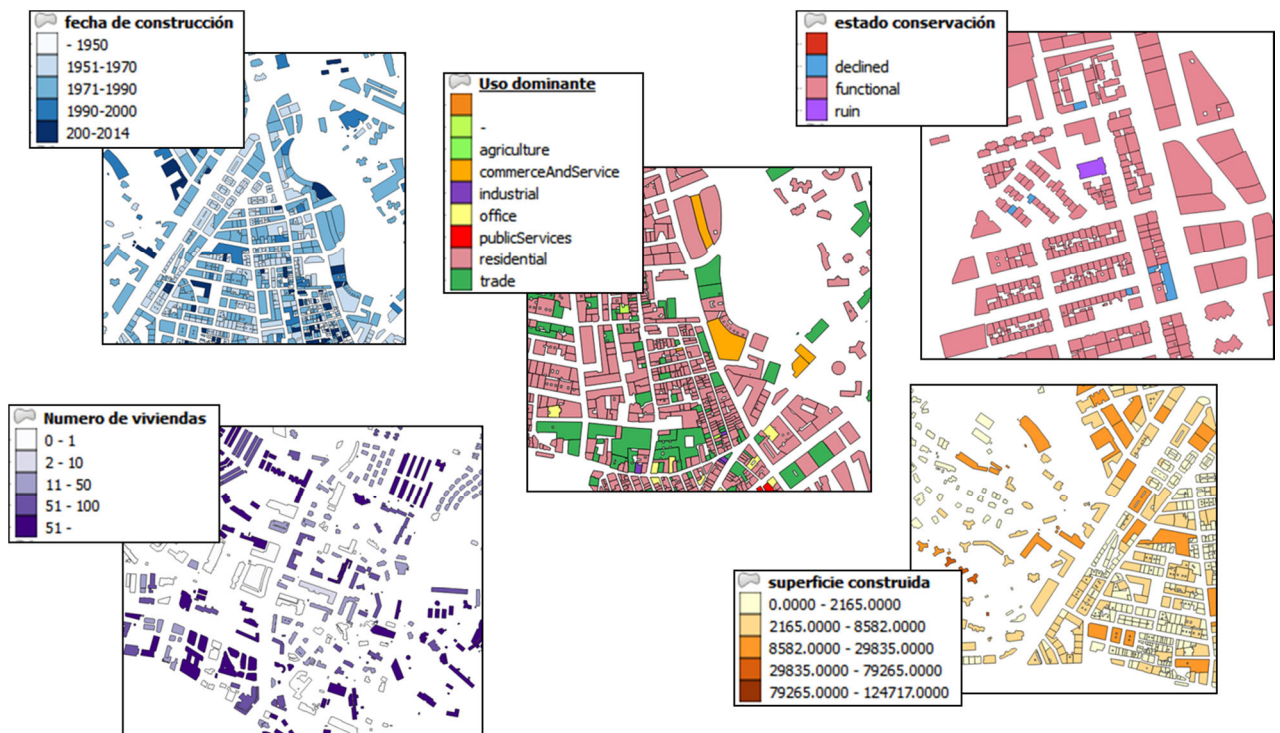 fecha de construcción
- 1950
1951-1970
1971-1990
1990-2000
200-2014
Uso dominante
-
agriculture
commerceAndService
industrial
office
publicServices
residential
trade
estado conservación
declined
functional
ruin
Numero de viviendas
0 - 1
2 - 10
11 - 50
51 - 100
51 -
superficie construida
0.0000 - 2165.0000
2165.0000 - 8582.0000
8582.0000 - 29835.0000
29835.0000 - 79265.0000
79265.0000 - 124717.0000